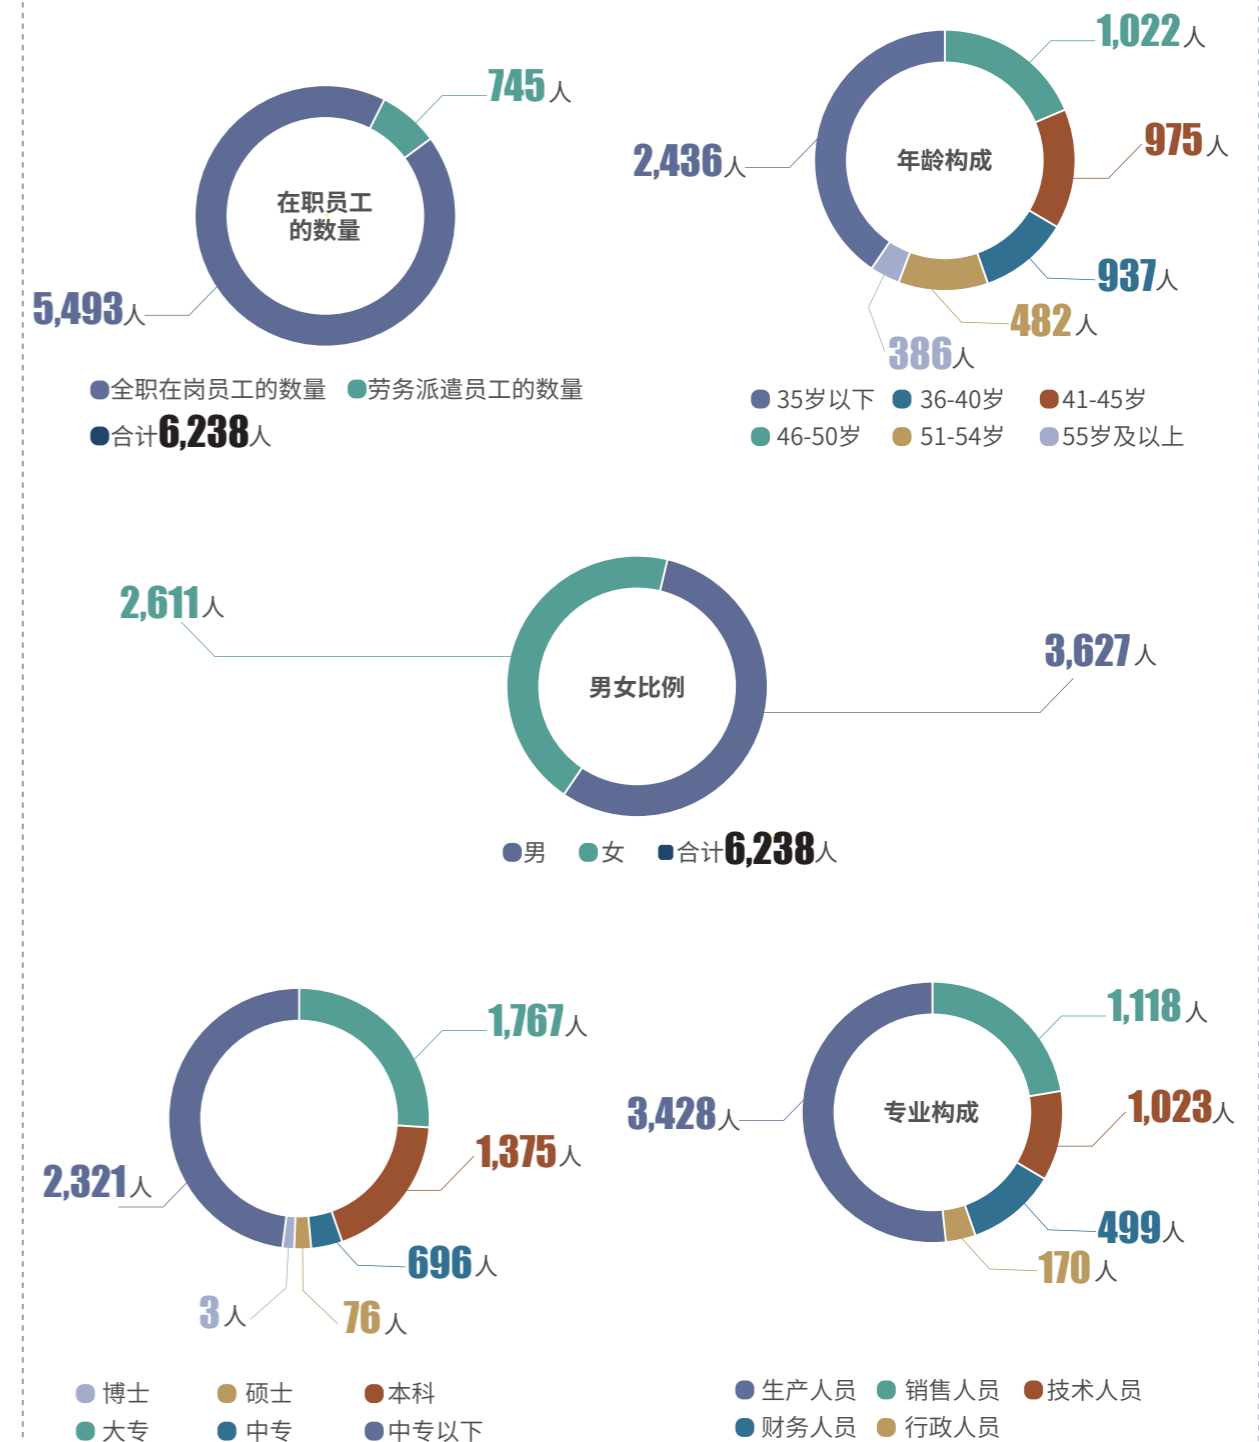 745人
在职员工
的数量
5,493人
全职在岗员工的数量 劳务派遣员工的数量
合计6,238人
1,022人
975人
2,436人
年龄构成
937人
482人
386人
35岁以下 36-40岁 41-45岁
46-50岁 51-54岁 55岁及以上
2,611人
3,627人
男女比例
男 女 合计6,238人
1,767人
1,375人
2,321人
696人
3人
76人
博士 硕士 本科
大专 中专 中专以下
1,118人
3,428人
专业构成
1,023人
499人
170人
生产人员 销售人员 技术人员
财务人员 行政人员